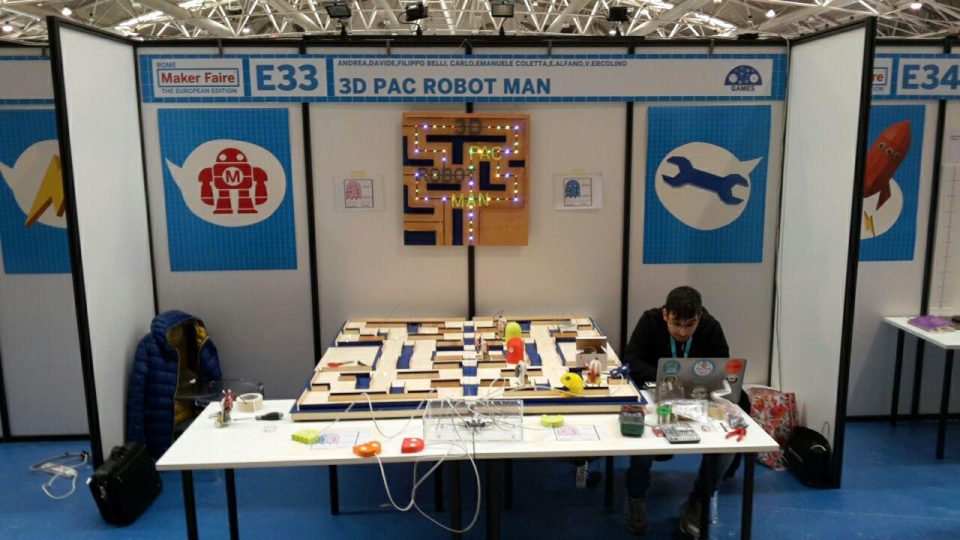 ROME
Maker Faire
THE EUROPEAN EDITION
E33
ANDREA,DAVIDE,FILIPPO BELLI, CARLO,EMANUELE COLETTA,E.ALFANO,V.ERCOLINO
3D PAC ROBOT MAN
GAMES
E34
M
3D
PAC
ROBOT
MAN